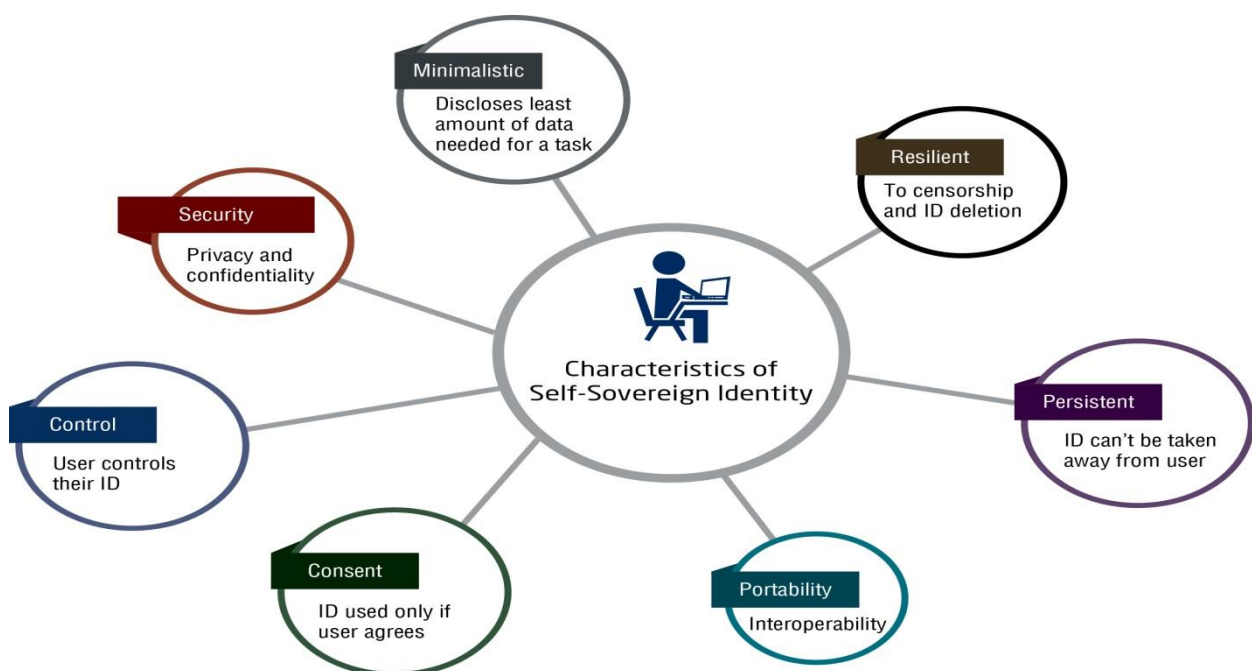 Minimalistic
Discloses least
amount of data
needed for a task
Resilient
To censorship
and ID deletion
Security
Privacy and
confidentiality
Characteristics of
Self-Sovereign Identity
Persistent
ID can't be taken
away from user
Control
User controls
their ID
Consent
ID used only if
user agrees
Portability
Interoperability